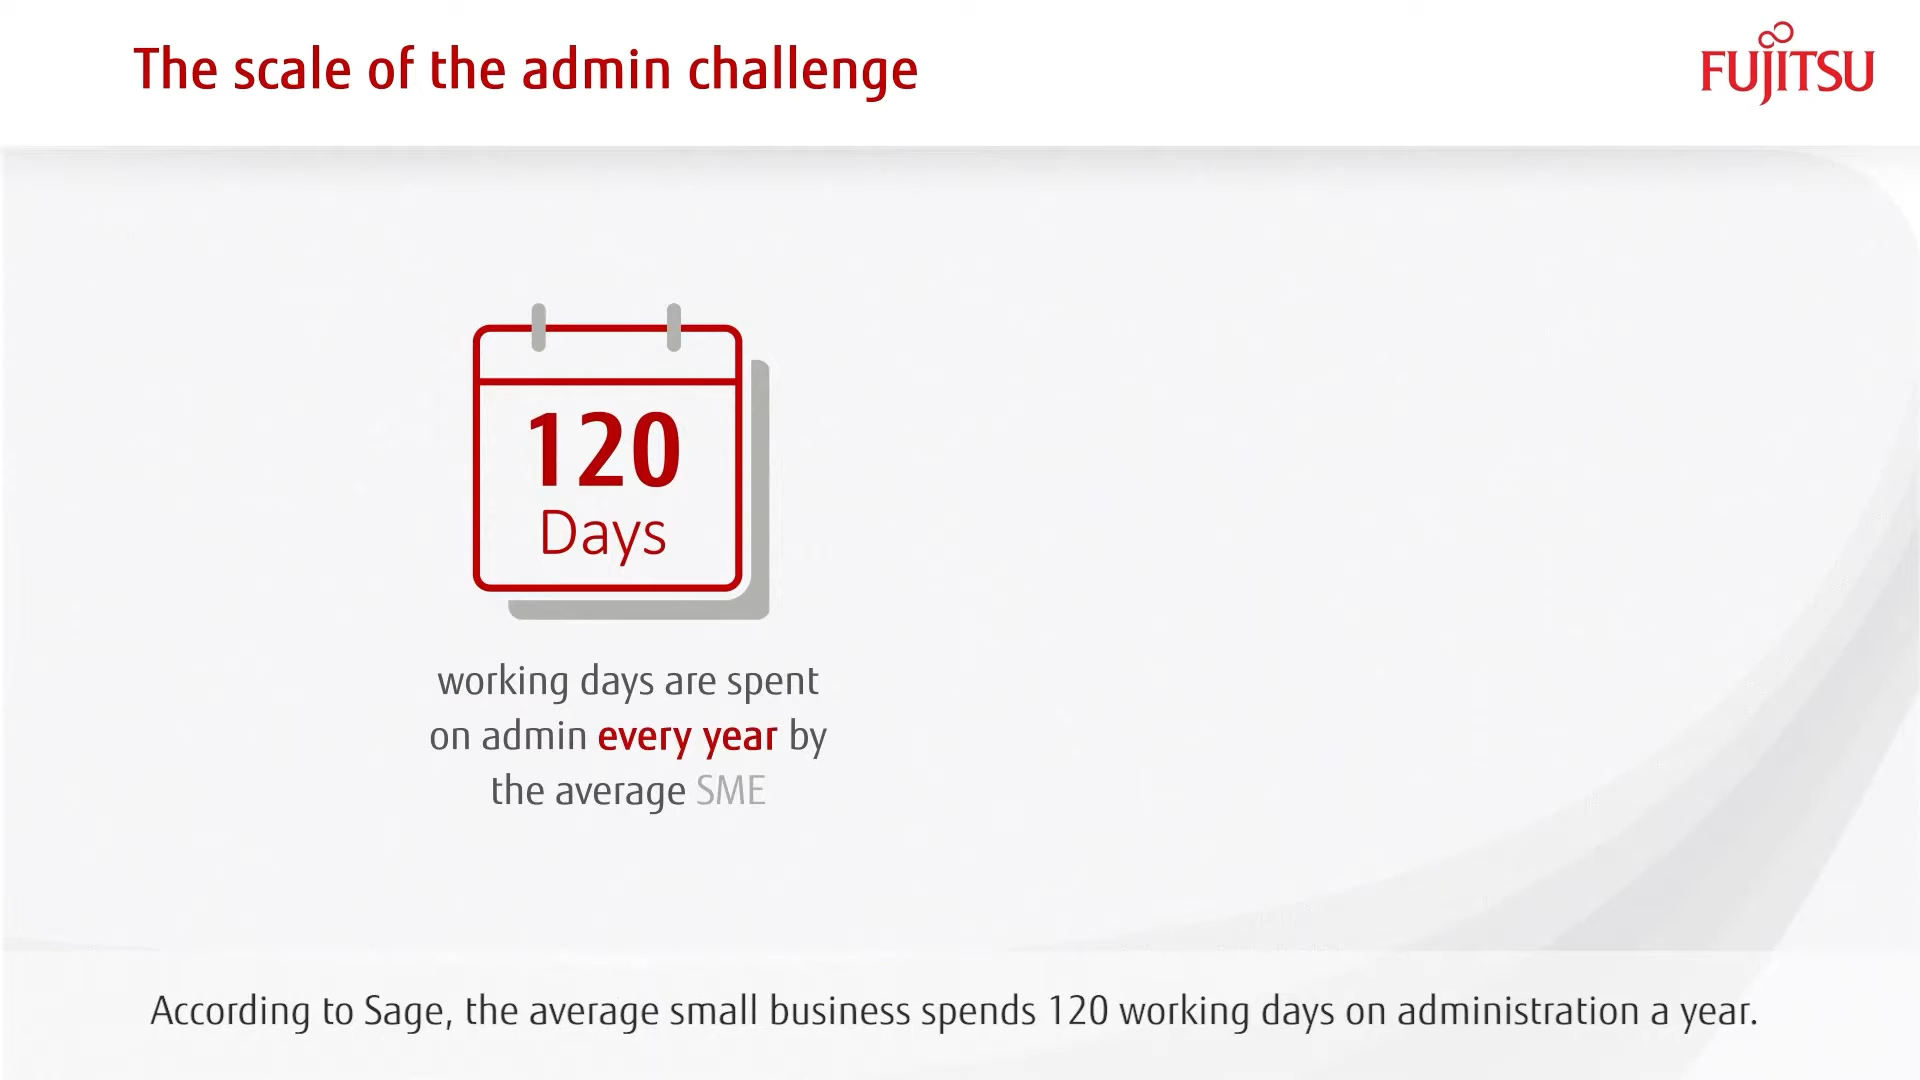 The scale of the admin challenge
FUJITSU
120
Days
working days are spent
on admin every year by
the average SME
According to Sage, the average small business spends 120 working days on administration a year.